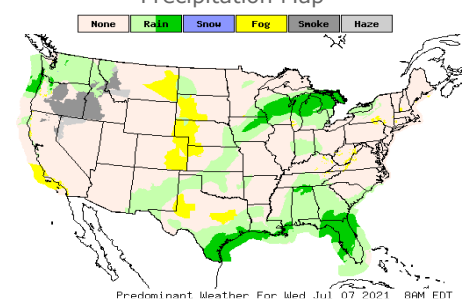 Precipitation Map
None Rain Snow Fog Smoke Haze
Predominant Weather For Wed Jul 07 2021 8AM EDT